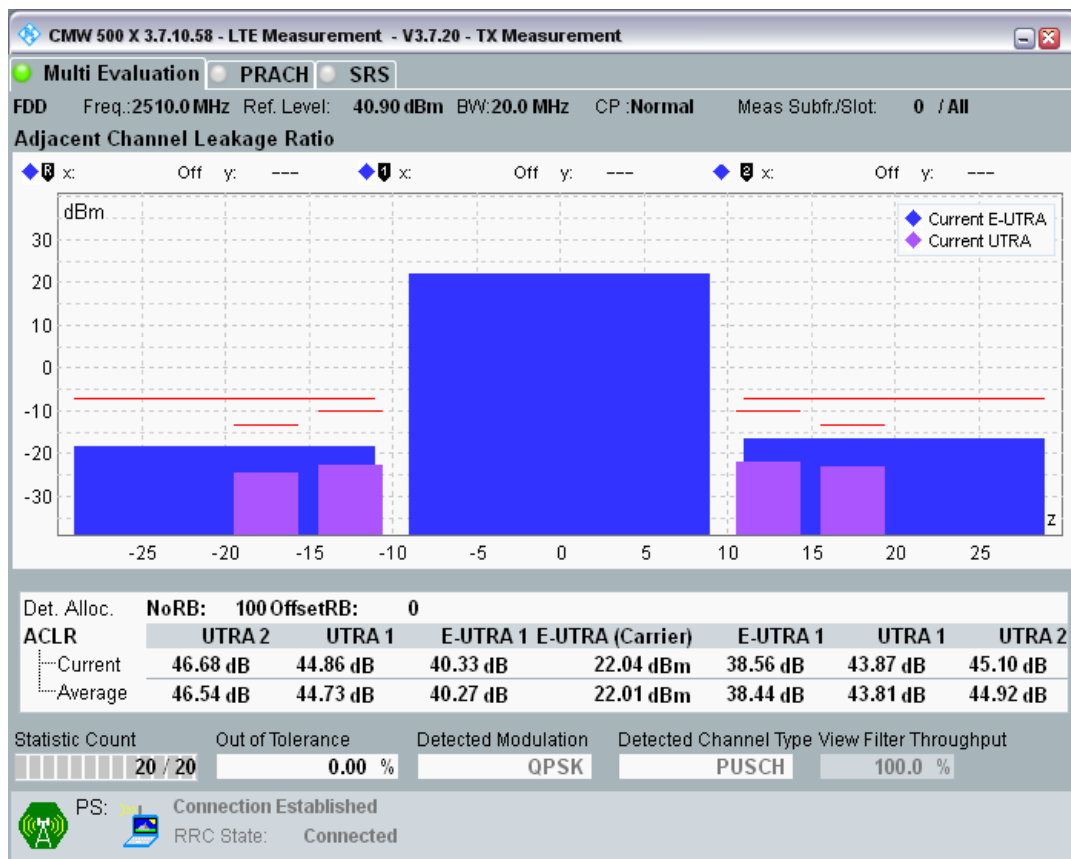 CMW 500 X 3.7.10.58 - LTE Measurement - V3.7.20 - TX Measurement
Multi Evaluation PRACH SRS
FDD Freq.:2510.0 MHz Ref. Level: 40.90 dBm BW:20.0 MHz CP :Normal Meas Subfr./Slot: 0 / All
Adjacent Channel Leakage Ratio
R x: Off y: --- 1 x: Off y: --- 2 x: Off y: ---
dBm
Current E-UTRA
Current UTRA
30
20
10
0
-10
-20
-30
z
-25 -20 -15 -10 -5 0 5 10 15 20 25
Det. Alloc. NoRB: 100 OffsetRB: 0
ACLR UTRA 2 UTRA 1 E-UTRA 1 E-UTRA (Carrier) E-UTRA 1 UTRA 1 UTRA 2
Current 46.68 dB 44.86 dB 40.33 dB 22.04 dBm 38.56 dB 43.87 dB 45.10 dB
Average 46.54 dB 44.73 dB 40.27 dB 22.01 dBm 38.44 dB 43.81 dB 44.92 dB
Statistic Count Out of Tolerance Detected Modulation Detected Channel Type View Filter Throughput
20 / 20 0.00 % QPSK PUSCH 100.0 %
PS: Connection Established
RRC State: Connected